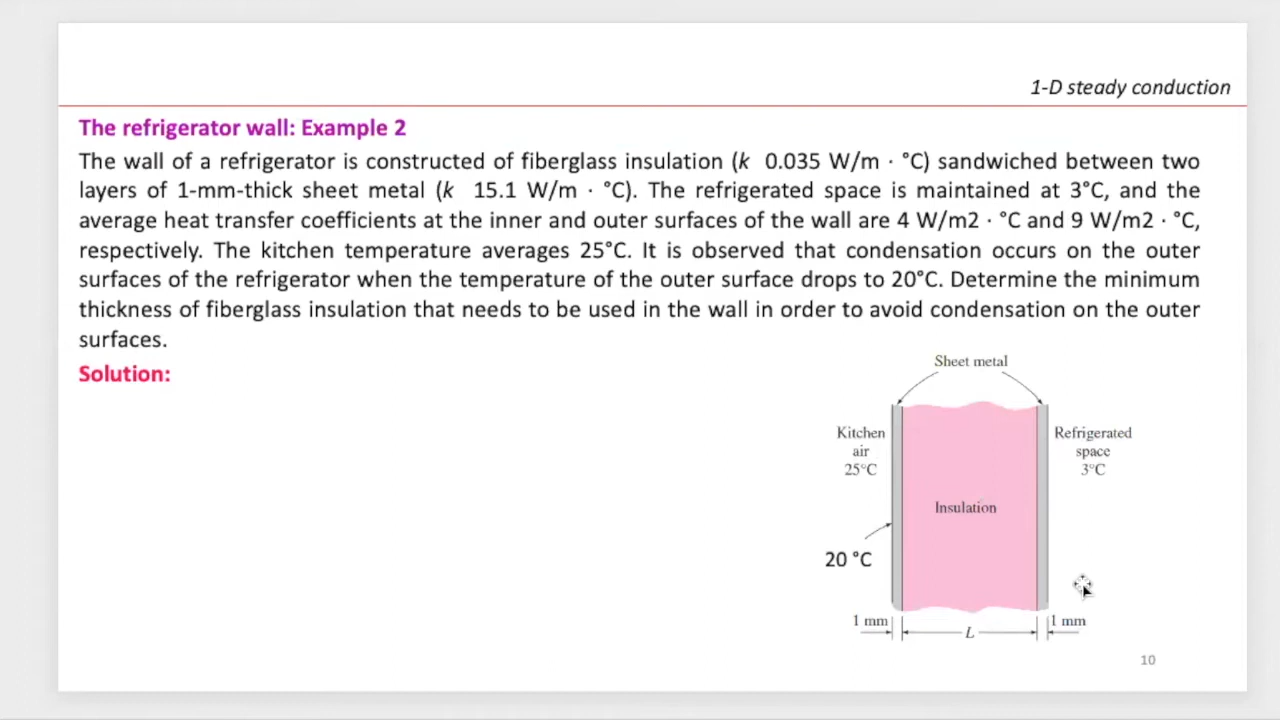 1-D steady conduction
The refrigerator wall: Example 2
The wall of a refrigerator is constructed of fiberglass insulation (k 0.035 W/m · °C) sandwiched between two
layers of 1-mm-thick sheet metal (k 15.1 W/m · °C). The refrigerated space is maintained at 3°C, and the
average heat transfer coefficients at the inner and outer surfaces of the wall are 4 W/m2 · °C and 9 W/m2 · °C,
respectively. The kitchen temperature averages 25°C. It is observed that condensation occurs on the outer
surfaces of the refrigerator when the temperature of the outer surface drops to 20°C. Determine the minimum
thickness of fiberglass insulation that needs to be used in the wall in order to avoid condensation on the outer
surfaces.
Solution:
Sheet metal
Kitchen
air
25°C
Refrigerated
space
3°C
Insulation
20 °C
1 mm
L
1 mm
10